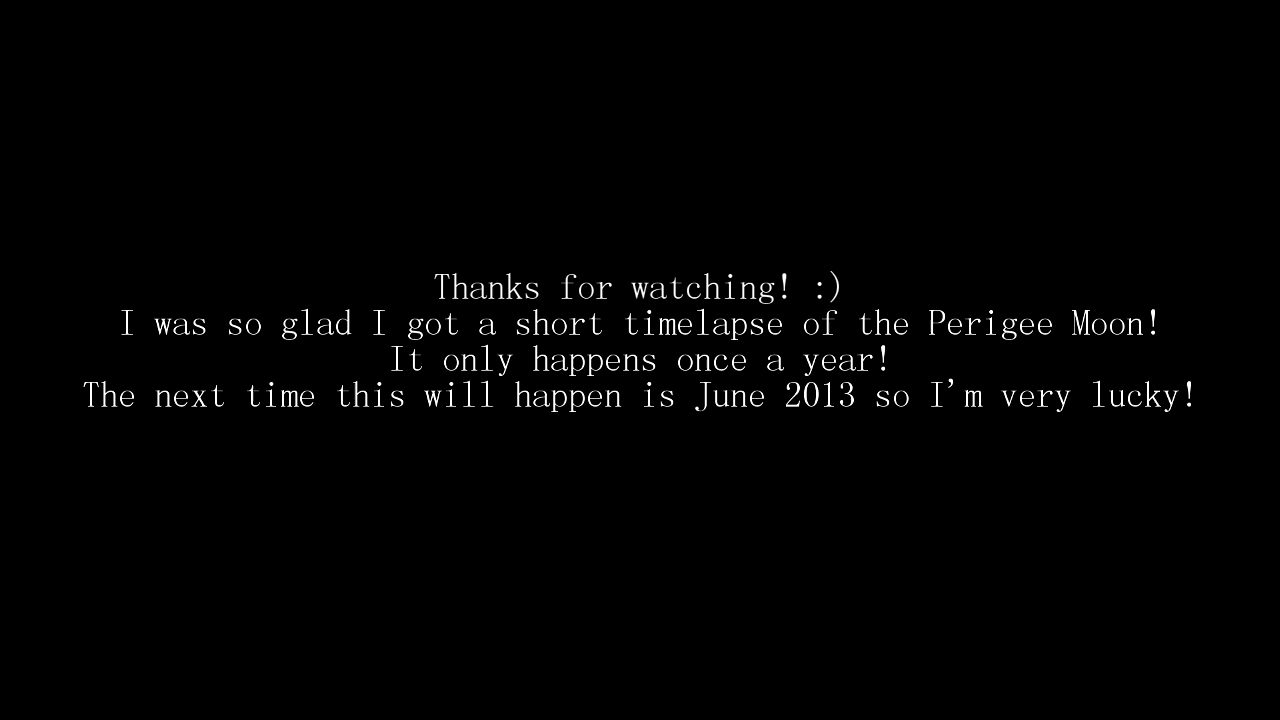 Thanks for watching! :)
I was so glad I got a short timelapse of the Perigee Moon!
It only happens once a year!
The next time this will happen is June 2013 so I'm very lucky!